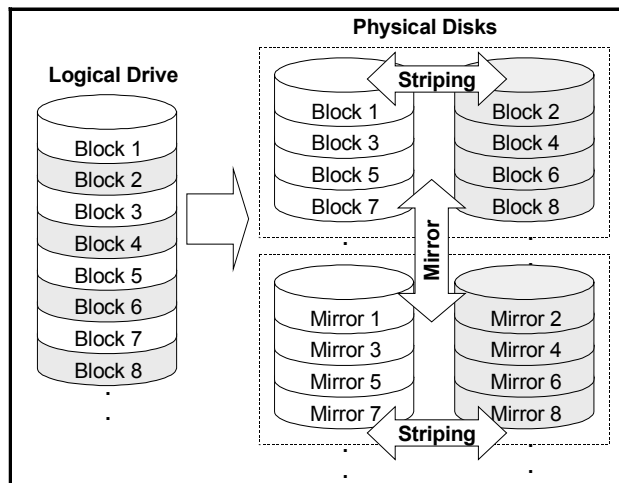 Physical Disks
Logical Drive
Striping
Block 1
Block 2
Block 3
Block 4
Block 5
Block 6
Block 7
Block 8
Block 1
Block 3
Block 5
Block 7
Block 2
Block 4
Block 6
Block 8
Mirror
Mirror 1
Mirror 3
Mirror 5
Mirror 7
Mirror 2
Mirror 4
Mirror 6
Mirror 8
Striping